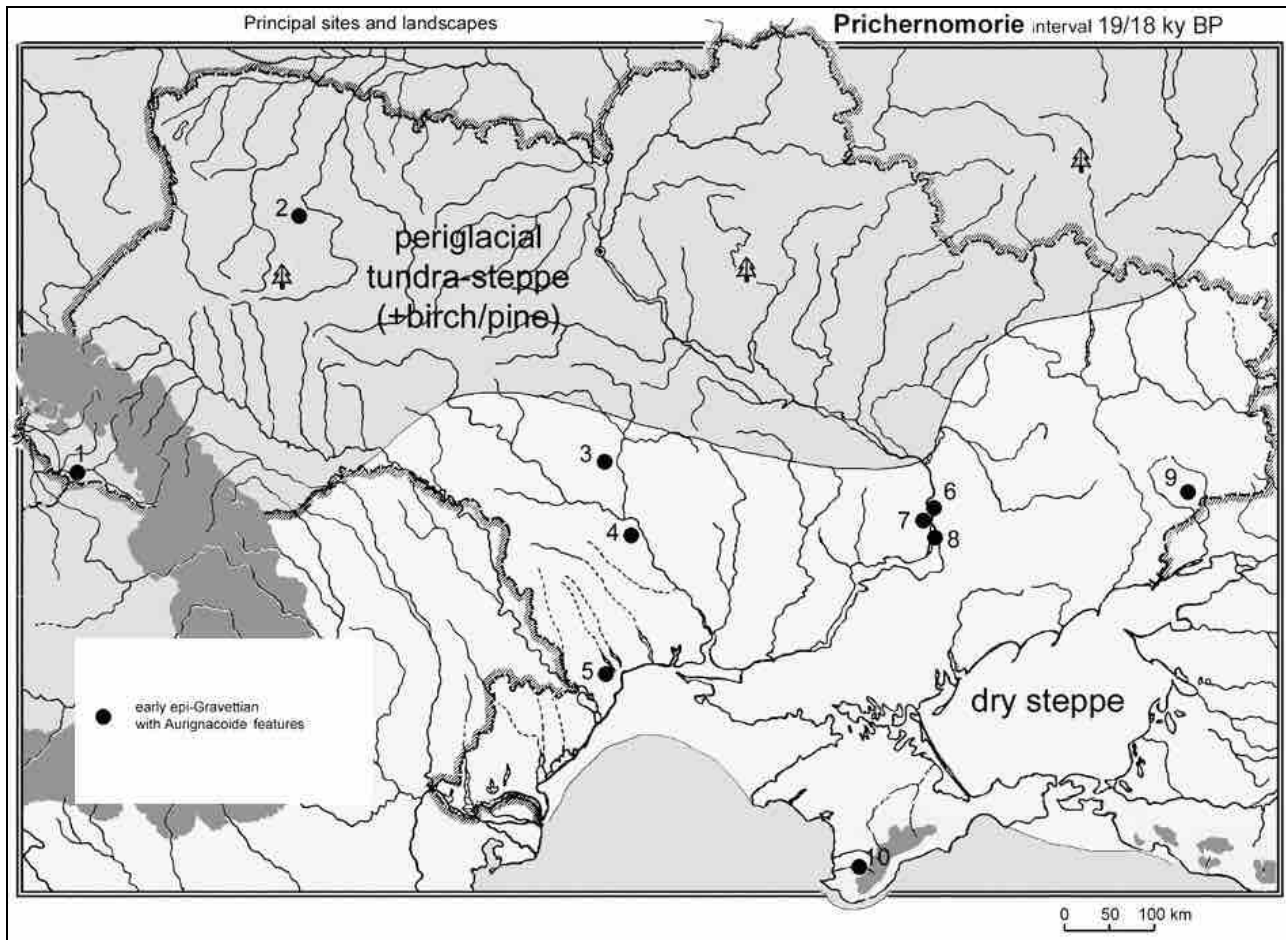 Principal sites and landscapes
Prichernomorie interval 19/18 ky BP
2
periglacial
tundra-steppe
(+birch/pine)
1
3
4
6
7
8
9
5
dry steppe
early epi-Gravettian
with Aurignacoide features
10
0 50 100 km